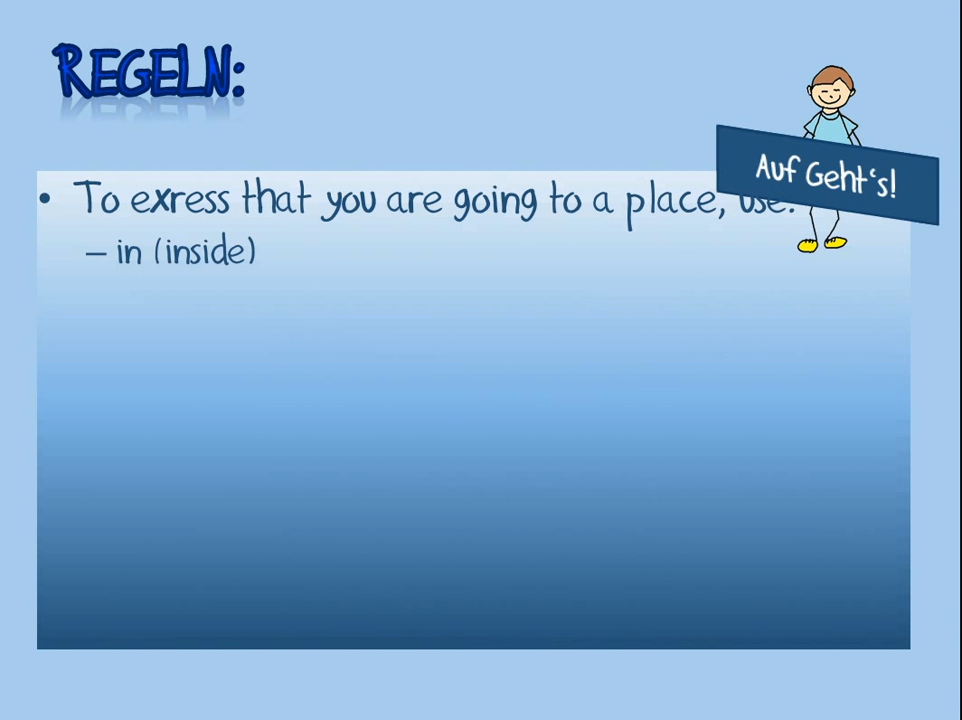 REGELN:
Auf Geht's!
• To exress that you are going to a place, use:
– in (inside)